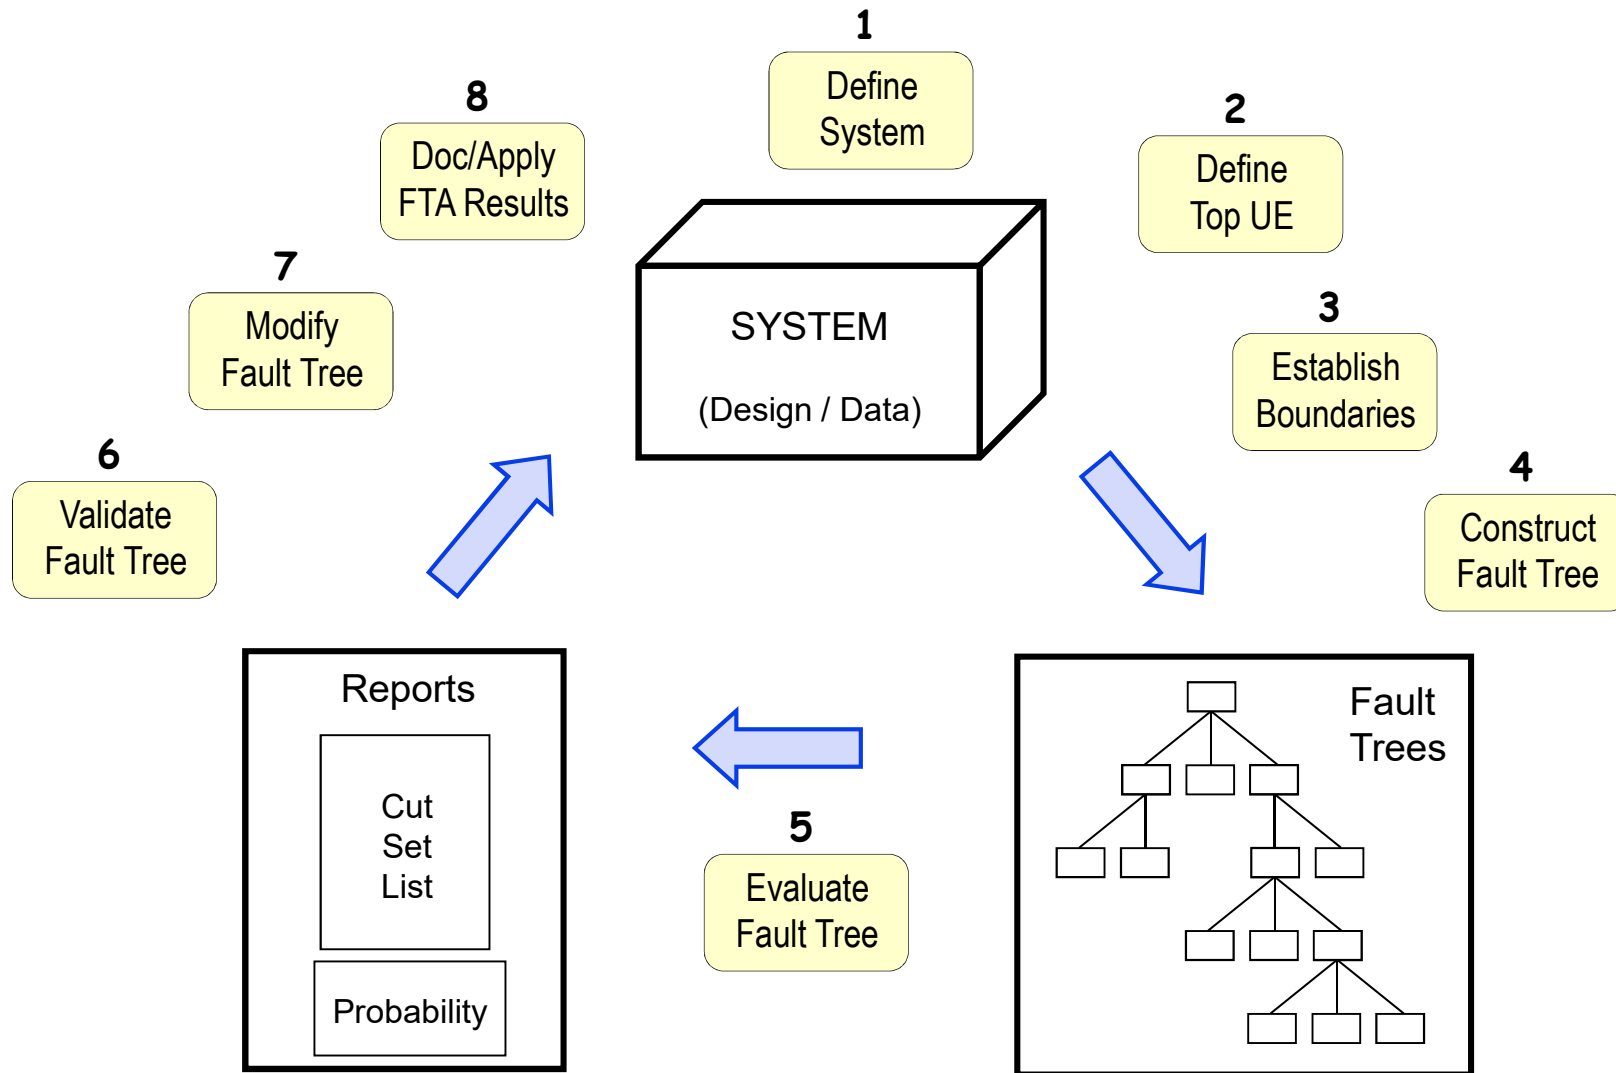 1
Define
System
2
Define
Top UE
3
Establish
Boundaries
4
Construct
Fault Tree
5
Evaluate
Fault Tree
6
Validate
Fault Tree
7
Modify
Fault Tree
8
Doc/Apply
FTA Results
SYSTEM
(Design / Data)
Fault
Trees
Reports
Cut
Set
List
Probability